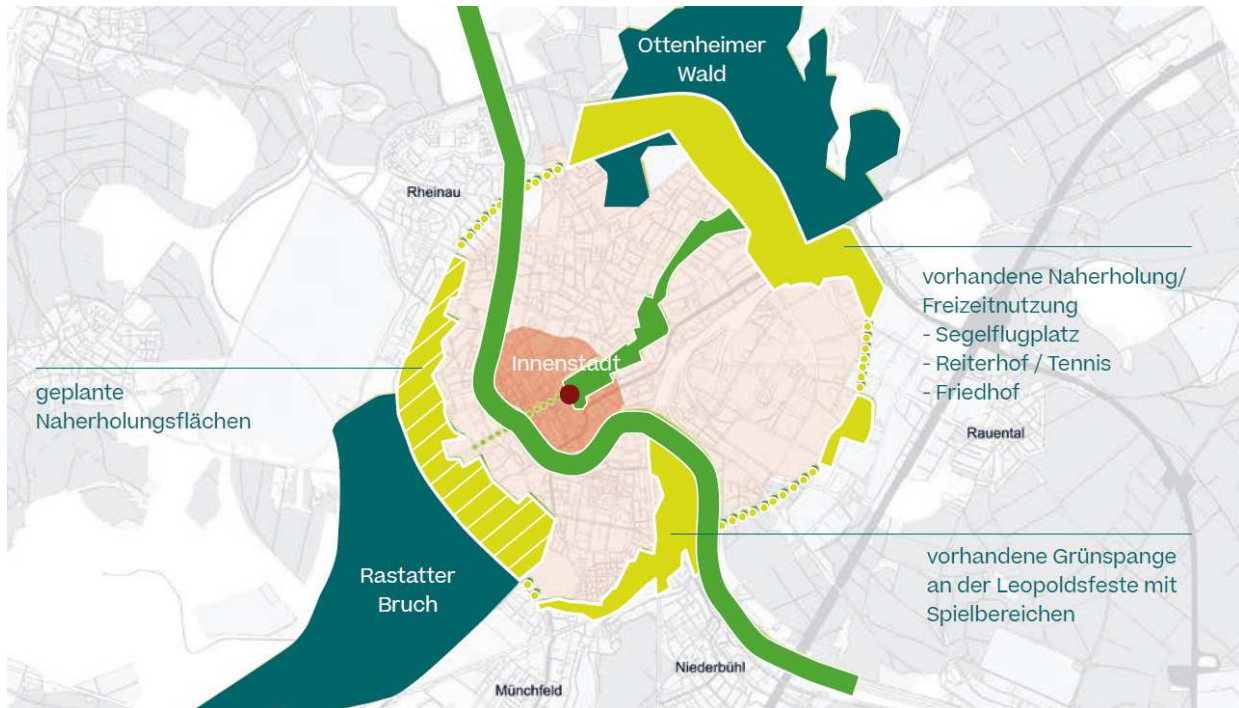 Ottenheimer
Wald
Rheinau
vorhandene Naherholung/
Freizeitnutzung
- Segelflugplatz
- Reiterhof / Tennis
- Friedhof
Innenstadt
geplante
Naherholungsflächen
Rauental
vorhandene Grünspange
an der Leopoldsfeste mit
Spielbereichen
Rastatter
Bruch
Niederbühl
Münchfeld